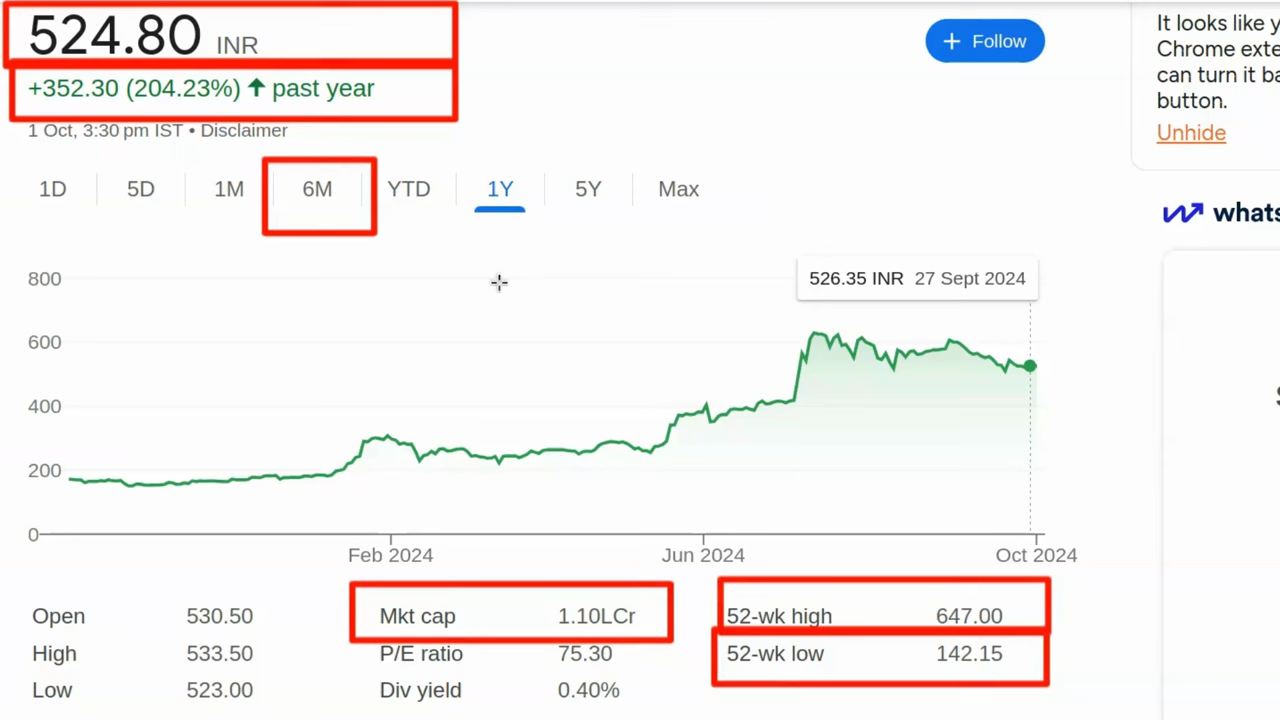 524.80 INR
+352.30 (204.23%) ↑ past year
1 Oct, 3:30 pm IST • Disclaimer
+ Follow
It looks like
Chrome
can turn it
button.
Unhide
1D 5D 1M 6M YTD 1Y 5Y Max
526.35 INR 27 Sept 2024
800
600
400
200
0
Feb 2024 Jun 2024 Oct 2024
Open 530.50 Mkt cap 1.10LCr 52-wk high 647.00
High 533.50 P/E ratio 75.30 52-wk low 142.15
Low 523.00 Div yield 0.40%